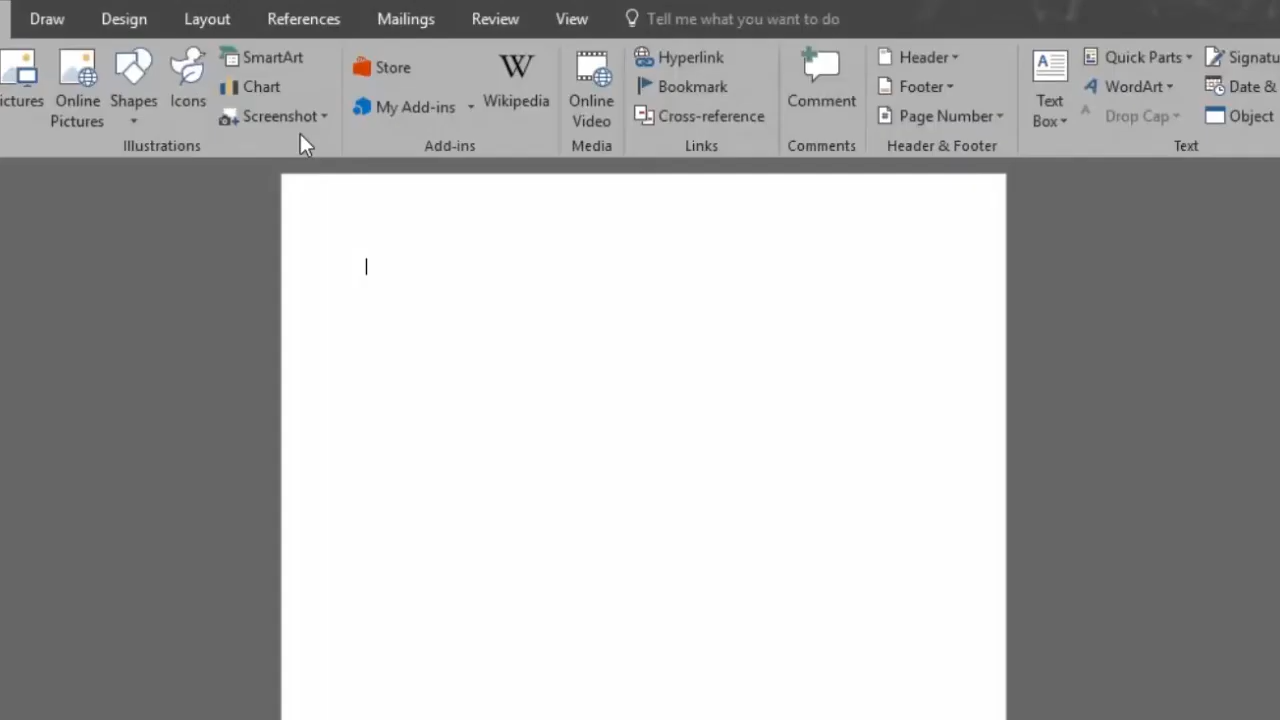 Draw Design Layout References Mailings Review View Tell me what you want to do
ictures
Online Pictures
Shapes
Icons
SmartArt
Chart
Screenshot
Illustrations
Store
My Add-ins
Wikipedia
Add-ins
Online Video
Media
Hyperlink
Bookmark
Cross-reference
Links
Comment
Comments
Header
Footer
Page Number
Header & Footer
Text Box
Quick Parts
WordArt
Drop Cap
Signatu
Date &
Object
Text